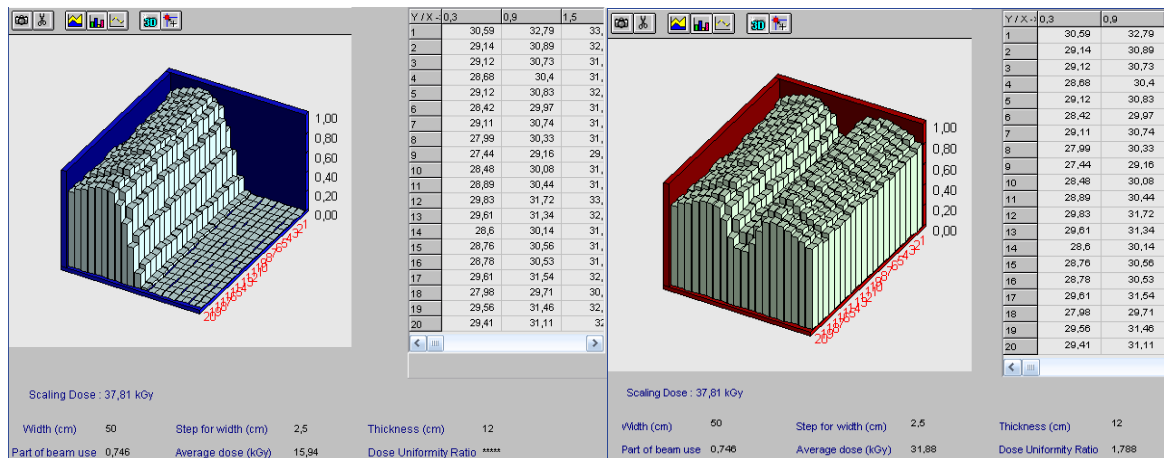 3D
Y / X -> 0,3 0,9 1,5
1 30,59 32,79 33,
2 29,14 30,89 32,
3 29,12 30,73 31,
4 28,68 30,4 31,
5 29,12 30,83 32,
6 28,42 29,97 31,
7 29,11 30,74 31,
8 27,99 30,33 31,
9 27,44 29,16 29,
10 28,48 30,08 31,
11 28,89 30,44 31,
12 29,83 31,72 33,
13 29,61 31,34 32,
14 28,6 30,14 31,
15 28,76 30,56 31,
16 28,78 30,53 31,
17 29,61 31,54 32,
18 27,98 29,71 30,
19 29,56 31,46 32,
20 29,41 31,11 32
1,00
0,80
0,60
0,40
0,20
0,00
Scaling Dose : 37,81 kGy
Width (cm) 50 Step for width (cm) 2,5 Thickness (cm) 12
Part of beam use 0,746 Average dose (kGy) 15,94 Dose Uniformity Ratio *****
3D
Y / X -> 0,3 0,9
1 30,59 32,79
2 29,14 30,89
3 29,12 30,73
4 28,68 30,4
5 29,12 30,83
6 28,42 29,97
7 29,11 30,74
8 27,99 30,33
9 27,44 29,16
10 28,48 30,08
11 28,89 30,44
12 29,83 31,72
13 29,61 31,34
14 28,6 30,14
15 28,76 30,56
16 28,78 30,53
17 29,61 31,54
18 27,98 29,71
19 29,56 31,46
20 29,41 31,11
1,00
0,80
0,60
0,40
0,20
0,00
Scaling Dose : 37,81 kGy
Width (cm) 50 Step for width (cm) 2,5 Thickness (cm) 12
Part of beam use 0,746 Average dose (kGy) 31,88 Dose Uniformity Ratio 1,788